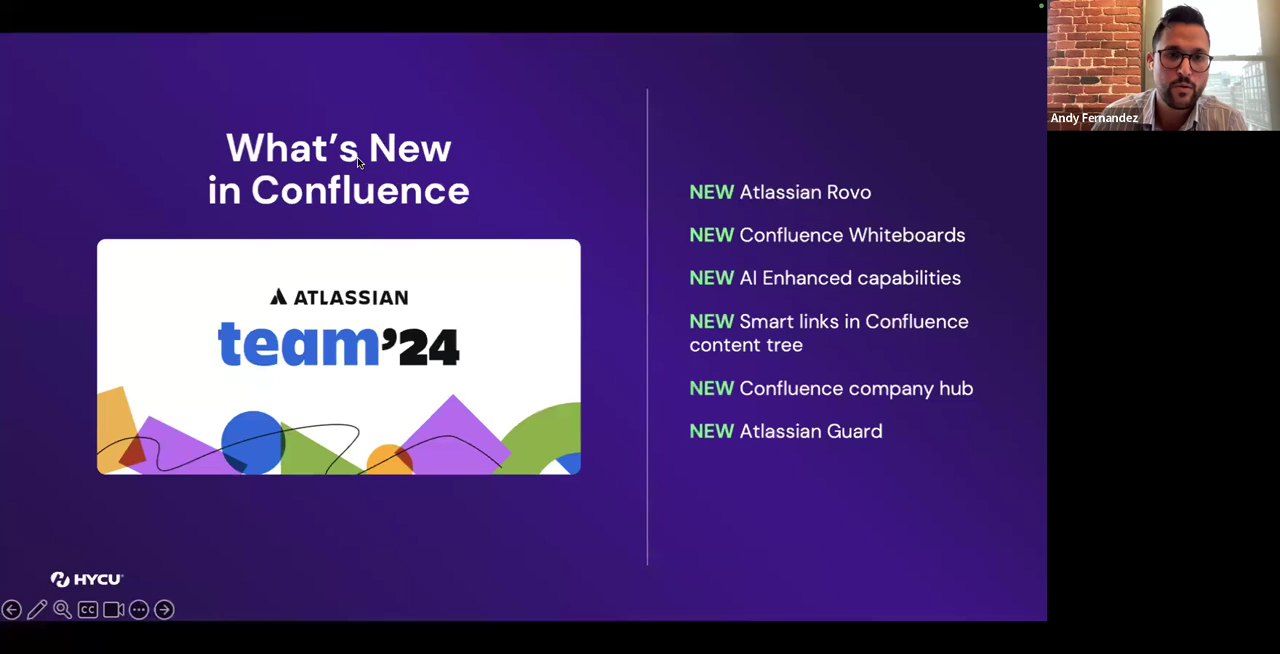 What's New
in Confluence
ATLASSIAN
team'24
HYCU
CC
NEW Atlassian Rovo
NEW Confluence Whiteboards
NEW AI Enhanced capabilities
NEW Smart links in Confluence
content tree
NEW Confluence company hub
NEW Atlassian Guard
Andy Fernandez